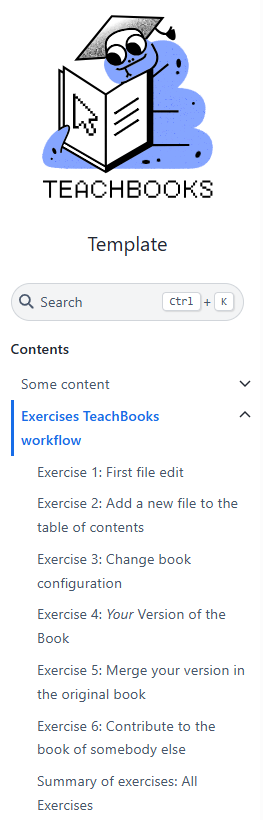 TEACHBOOKS
Template
Search Ctrl + K
Contents
Some content
Exercises TeachBooks
workflow
Exercise 1: First file edit
Exercise 2: Add a new file to the
table of contents
Exercise 3: Change book
configuration
Exercise 4: Your Version of the
Book
Exercise 5: Merge your version in
the original book
Exercise 6: Contribute to the
book of somebody else
Summary of exercises: All
Exercises